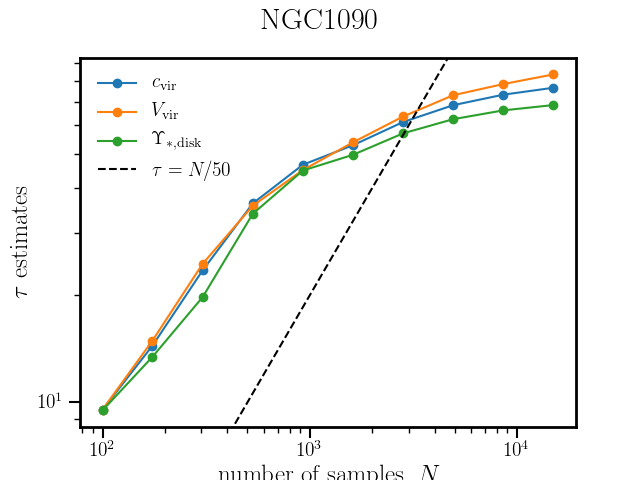 NGC1090
c_vir
V_vir
Υ_*,disk
τ = N/50
τ estimates
10^1
10^2 10^3 10^4
number of samples, N